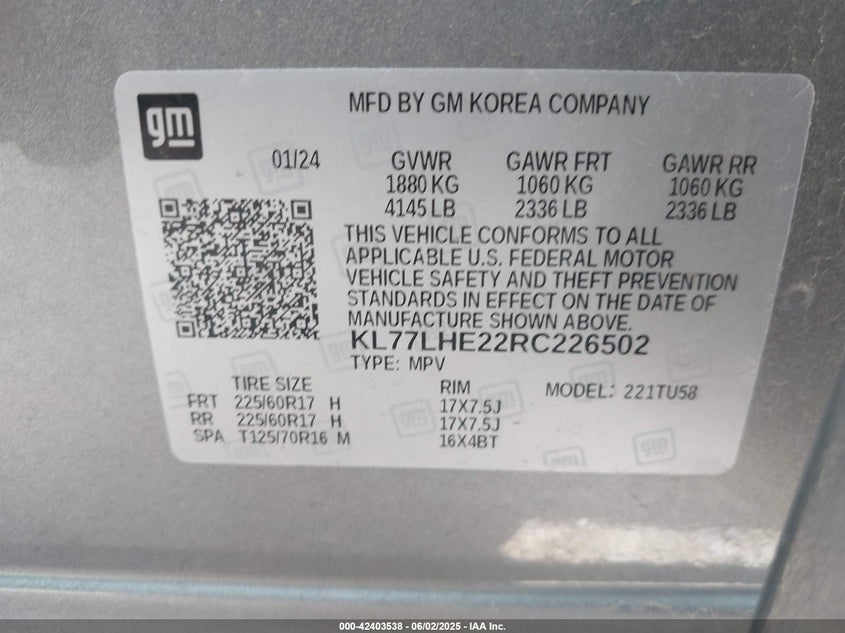 gm
MFD BY GM KOREA COMPANY
01/24 GVWR GAWR FRT GAWR RR
1880 KG 1060 KG 1060 KG
4145 LB 2336 LB 2336 LB
THIS VEHICLE CONFORMS TO ALL
APPLICABLE U.S. FEDERAL MOTOR
VEHICLE SAFETY AND THEFT PREVENTION
STANDARDS IN EFFECT ON THE DATE OF
MANUFACTURE SHOWN ABOVE.
KL77LHE22RC226502
TYPE: MPV
TIRE SIZE RIM MODEL: 221TU58
FRT 225/60R17 H 17X7.5J
RR 225/60R17 H 17X7.5J
SPA T125/70R16 M 16X4BT
000-42403538 - 06/02/2025 - IAA Inc.